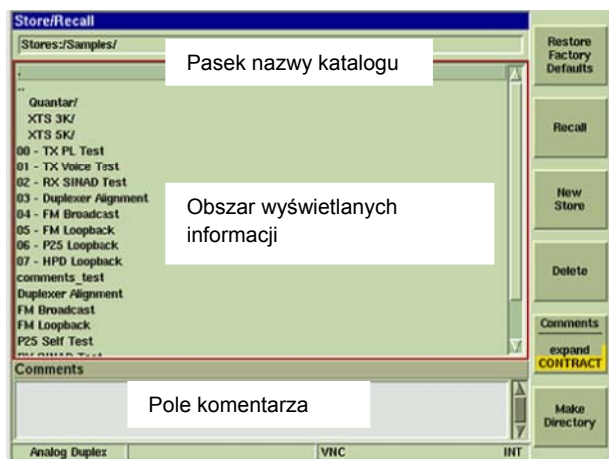 Store/Recall
Stores:/Samples/
Pasek nazwy katalogu
.
..
Quantar/
XTS 3K/
XTS 5K/
00 - TX PL Test
01 - TX Voice Test
02 - RX SINAD Test
03 - Duplexer Alignment
04 - FM Broadcast
05 - FM Loopback
06 - P25 Loopback
07 - HPD Loopback
comments_test
Duplexer Alignment
FM Broadcast
FM Loopback
P25 Self Test
RX SINAD Test
Obszar wyświetlanych
informacji
Comments
Pole komentarza
Analog Duplex
VNC
INT
Restore
Factory
Defaults
Recall
New
Store
Delete
Comments
expand
CONTRACT
Make
Directory